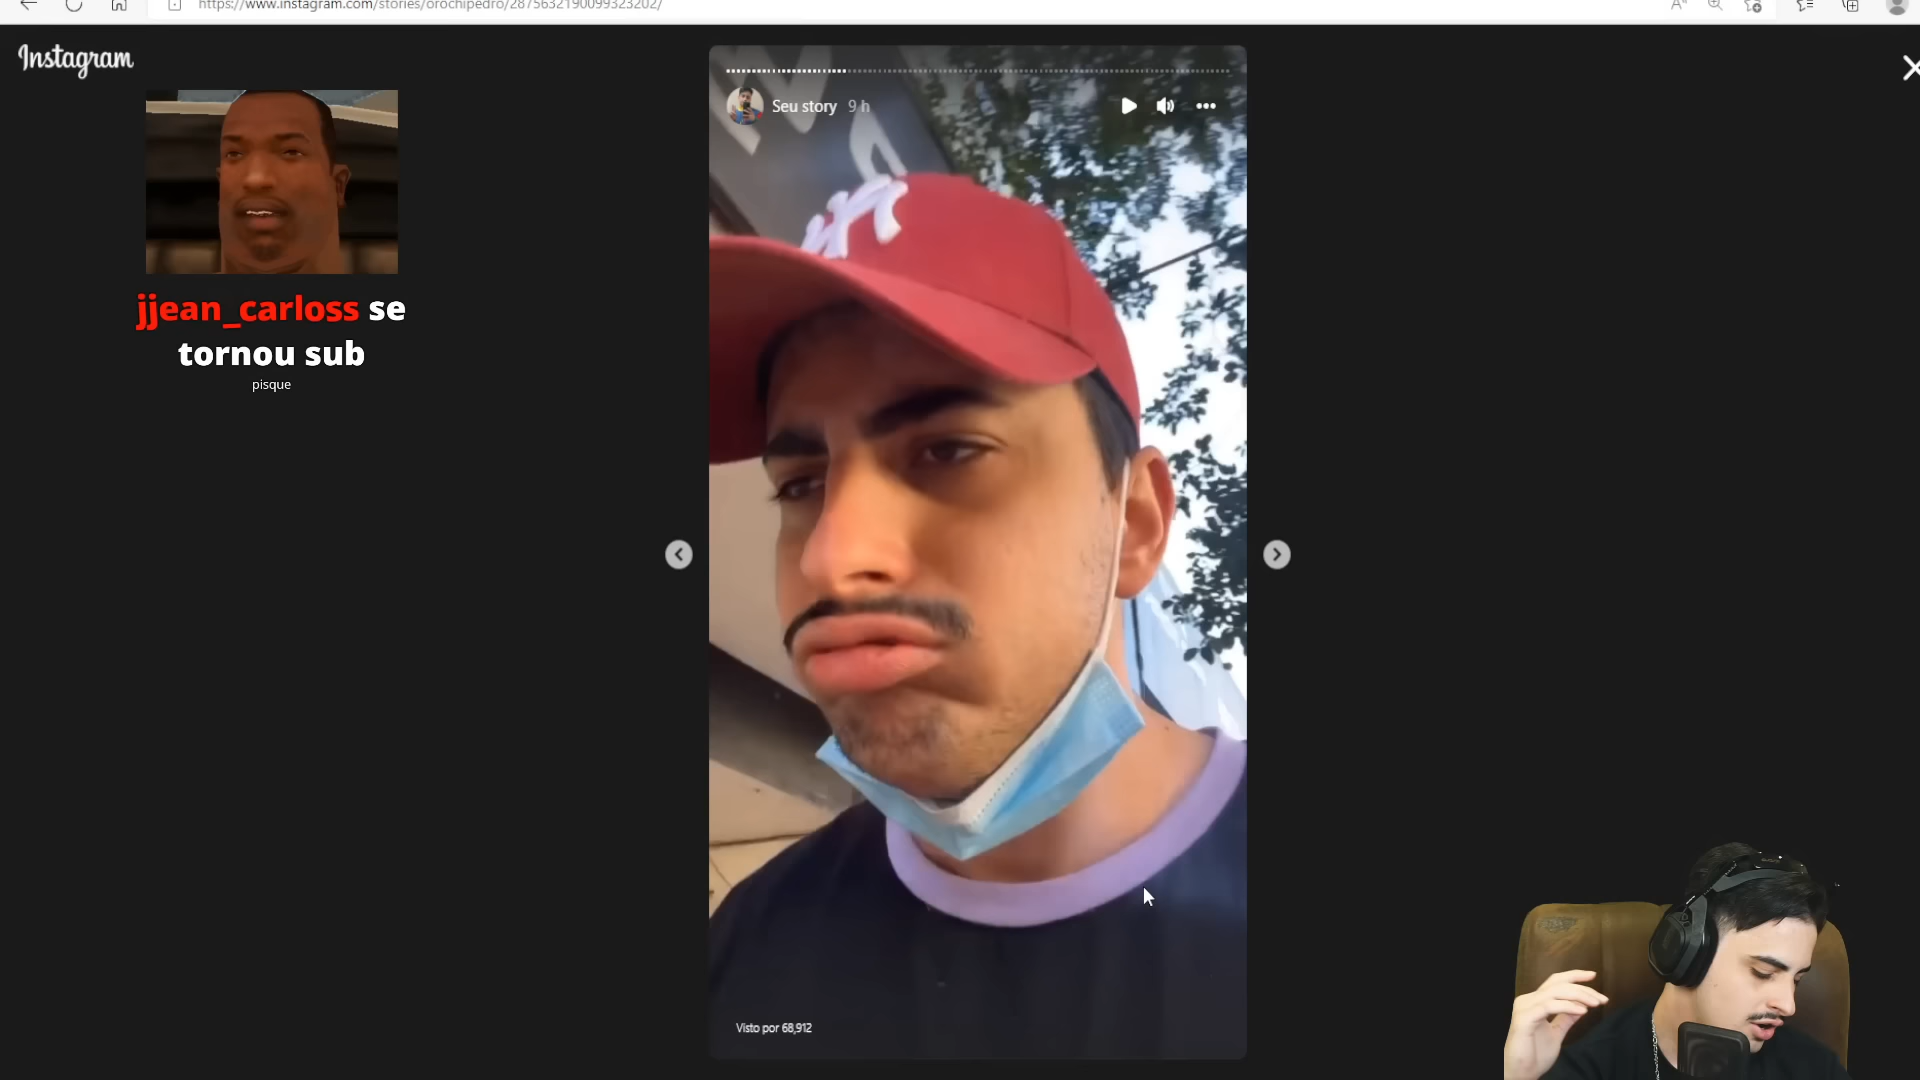 https://www.instagram.com/stories/orochipedro/2875632190099323202/
Instagram
Seu story 9 h
jjean_carloss se
tornou sub
pisque
Visto por 68,912